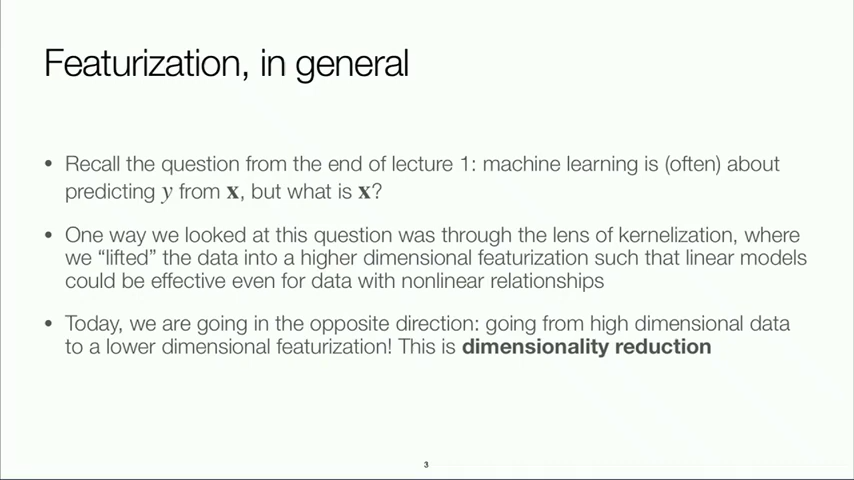 Featurization, in general
• Recall the question from the end of lecture 1: machine learning is (often) about
predicting y from x, but what is x?
• One way we looked at this question was through the lens of kernelization, where
we “lifted” the data into a higher dimensional featurization such that linear models
could be effective even for data with nonlinear relationships
• Today, we are going in the opposite direction: going from high dimensional data
to a lower dimensional featurization! This is dimensionality reduction
3